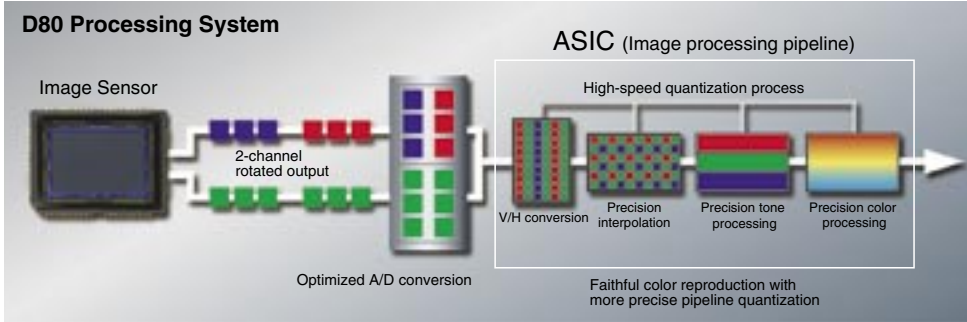 D80 Processing System
ASIC (Image processing pipeline)
Image Sensor
High-speed quantization process
2-channel
rotated output
V/H conversion
Precision
interpolation
Precision tone
processing
Precision color
processing
Optimized A/D conversion
Faithful color reproduction with
more precise pipeline quantization